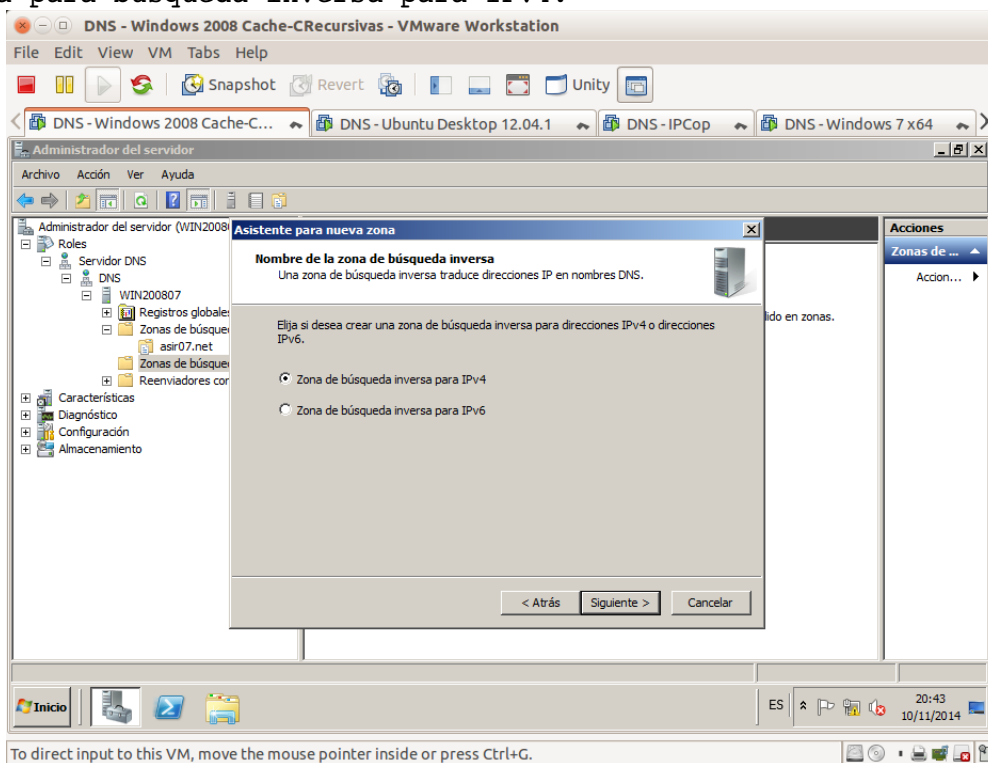 para búsqueda inversa para IPv4.
DNS - Windows 2008 Cache-CRecursivas - VMware Workstation
File Edit View VM Tabs Help
Snapshot Revert Unity
DNS - Windows 2008 Cache-C... DNS - Ubuntu Desktop 12.04.1 DNS - IPCop DNS - Windows 7 x64
Administrador del servidor
Archivo Acción Ver Ayuda
Administrador del servidor (WIN2008
Roles
Servidor DNS
DNS
WIN200807
Registros globale
Zonas de búsque
asir07.net
Zonas de búsque
Reenviadores cor
Características
Diagnóstico
Configuración
Almacenamiento
Asistente para nueva zona
Nombre de la zona de búsqueda inversa
Una zona de búsqueda inversa traduce direcciones IP en nombres DNS.
Elija si desea crear una zona de búsqueda inversa para direcciones IPv4 o direcciones
IPv6.
Zona de búsqueda inversa para IPv4
Zona de búsqueda inversa para IPv6
< Atrás Siguiente > Cancelar
lido en zonas.
Acciones
Zonas de ...
Accion...
Inicio
ES
20:43
10/11/2014
To direct input to this VM, move the mouse pointer inside or press Ctrl+G.